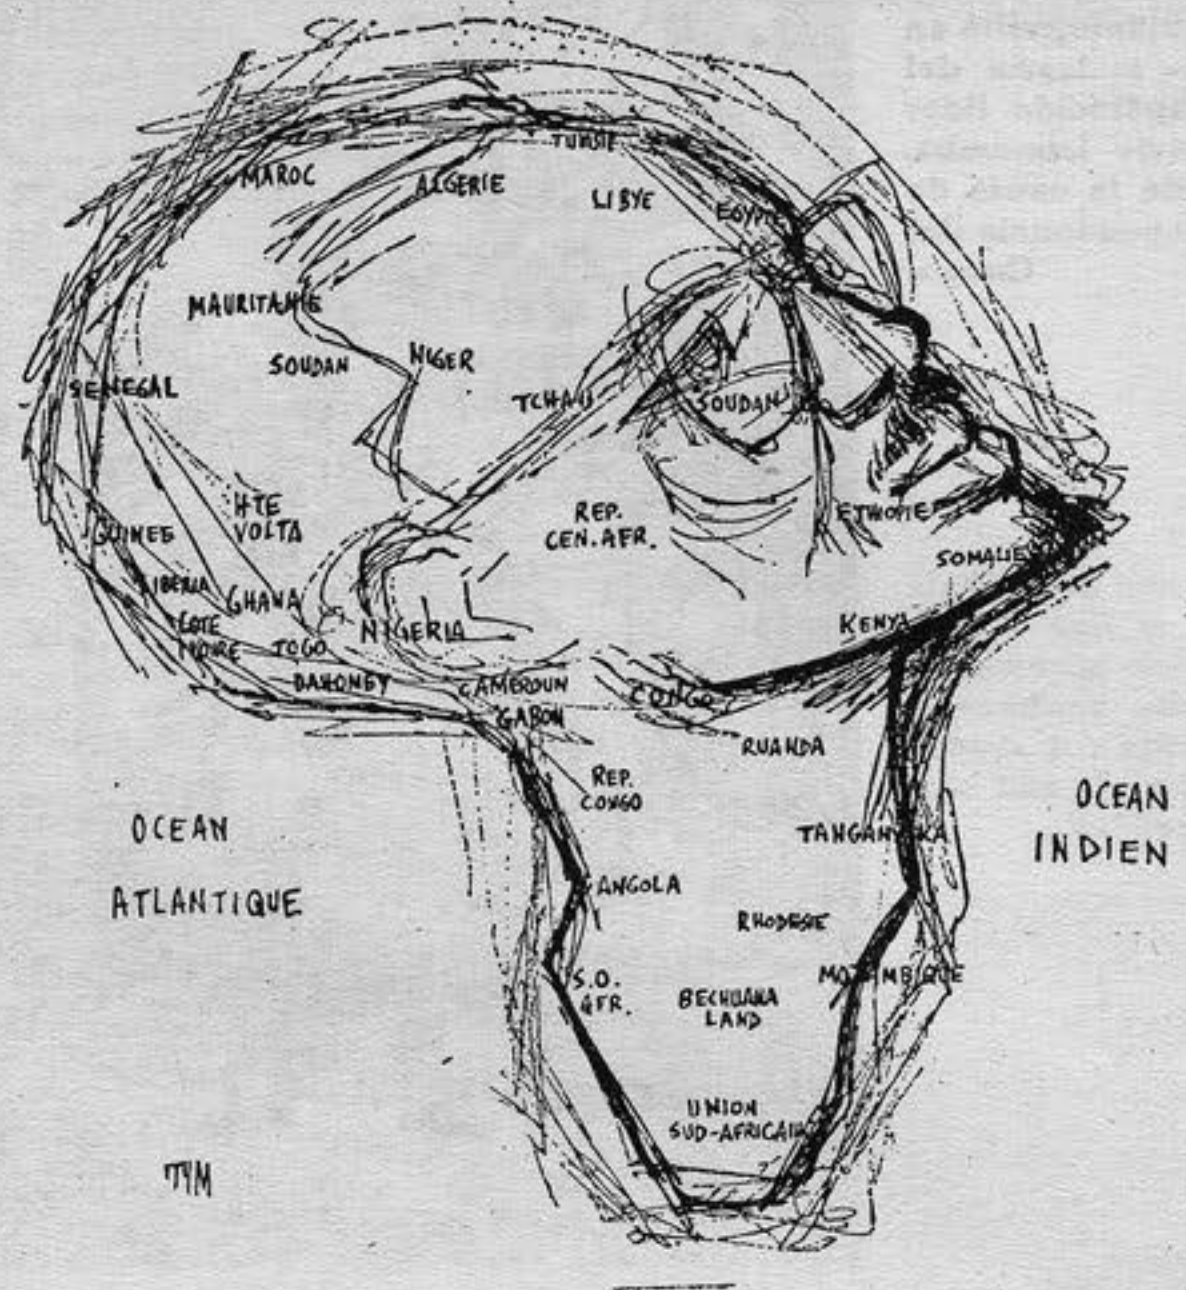 MAROC
ALGERIE
TUNISIE
LIBYE
EGYPTE
MAURITANIE
SOUDAN
NIGER
TCHAD
SOUDAN
SENEGAL
GUINEE
HTE
VOLTA
REP.
CEN. AFR.
ETHIOPIE
SOMALIE
LIBERIA
GHANA
COTE
IVOIRE
TOGO
NIGERIA
KENYA
DAHOMEY
CAMEROUN
CONGO
GABON
RUANDA
REP.
CONGO
OCEAN
ATLANTIQUE
OCEAN
INDIEN
TANGANYKA
ANGOLA
RHODESIE
S.O.
AFR.
BECHUANA
LAND
MOZAMBIQUE
UNION
SUD-AFRICAIN
TYM